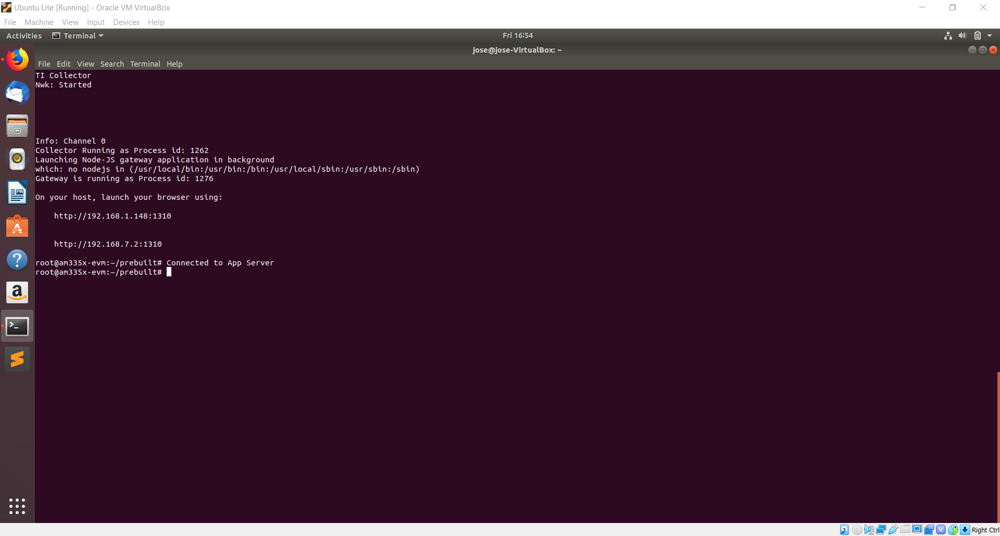 Ubuntu Lite [Running] - Oracle VM VirtualBox
File Machine View Input Devices Help
Activities Terminal Fri 16:54
jose@jose-VirtualBox: ~
File Edit View Search Terminal Help
TI Collector
Nwk: Started
Info: Channel 0
Collector Running as Process id: 1262
Launching Node-JS gateway application in background
which: no nodejs in (/usr/local/bin:/usr/bin:/bin:/usr/local/sbin:/usr/sbin:/sbin)
Gateway is running as Process id: 1276
On your host, launch your browser using:
http://192.168.1.148:1310
http://192.168.7.2:1310
root@am335x-evm:~/prebuilt# Connected to App Server
root@am335x-evm:~/prebuilt#
Right Ctrl